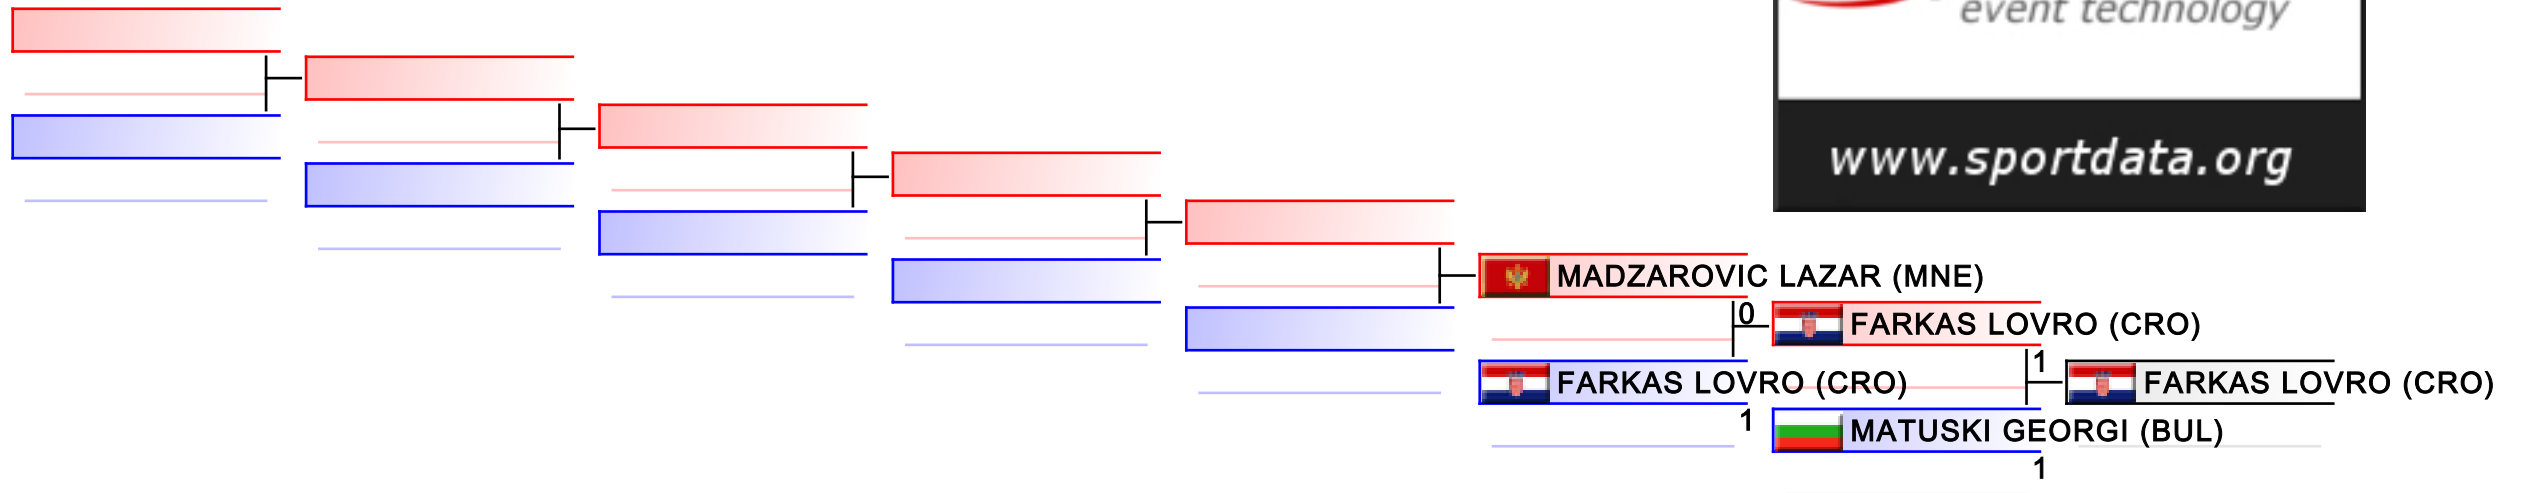 event technology
www.sportdata.org
MADZAROVIC LAZAR (MNE)
0
FARKAS LOVRO (CRO)
FARKAS LOVRO (CRO)
1
1
FARKAS LOVRO (CRO)
MATUSKI GEORGI (BUL)
1